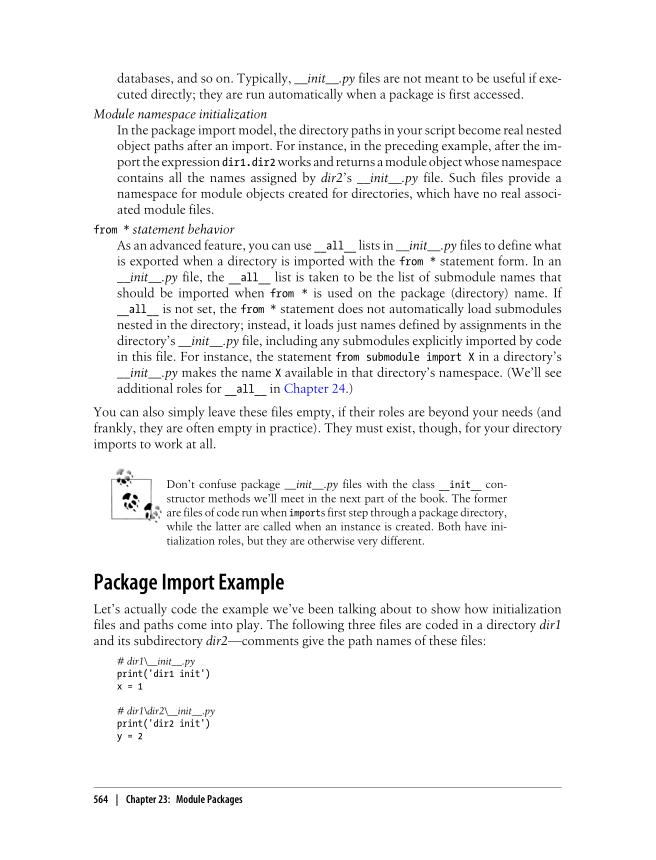 databases, and so on. Typically, __init__.py files are not meant to be useful if exe-
cuted directly; they are run automatically when a package is first accessed.
Module namespace initialization
In the package import model, the directory paths in your script become real nested
object paths after an import. For instance, in the preceding example, after the im-
port the expression dir1.dir2 works and returns a module object whose namespace
contains all the names assigned by dir2's __init__.py file. Such files provide a
namespace for module objects created for directories, which have no real associ-
ated module files.
from * statement behavior
As an advanced feature, you can use __all__ lists in __init__.py files to define what
is exported when a directory is imported with the from * statement form. In an
__init__.py file, the __all__ list is taken to be the list of submodule names that
should be imported when from * is used on the package (directory) name. If
__all__ is not set, the from * statement does not automatically load submodules
nested in the directory; instead, it loads just names defined by assignments in the
directory's __init__.py file, including any submodules explicitly imported by code
in this file. For instance, the statement from submodule import X in a directory's
__init__.py makes the name X available in that directory's namespace. (We'll see
additional roles for __all__ in Chapter 24.)
You can also simply leave these files empty, if their roles are beyond your needs (and
frankly, they are often empty in practice). They must exist, though, for your directory
imports to work at all.
Don't confuse package __init__.py files with the class __init__ con-
structor methods we'll meet in the next part of the book. The former
are files of code run when imports first step through a package directory,
while the latter are called when an instance is created. Both have ini-
tialization roles, but they are otherwise very different.
Package Import Example
Let's actually code the example we've been talking about to show how initialization
files and paths come into play. The following three files are coded in a directory dir1
and its subdirectory dir2—comments give the path names of these files:
# dir1\__init__.py
print('dir1 init')
x = 1
# dir1\dir2\__init__.py
print('dir2 init')
y = 2
564 | Chapter 23: Module Packages